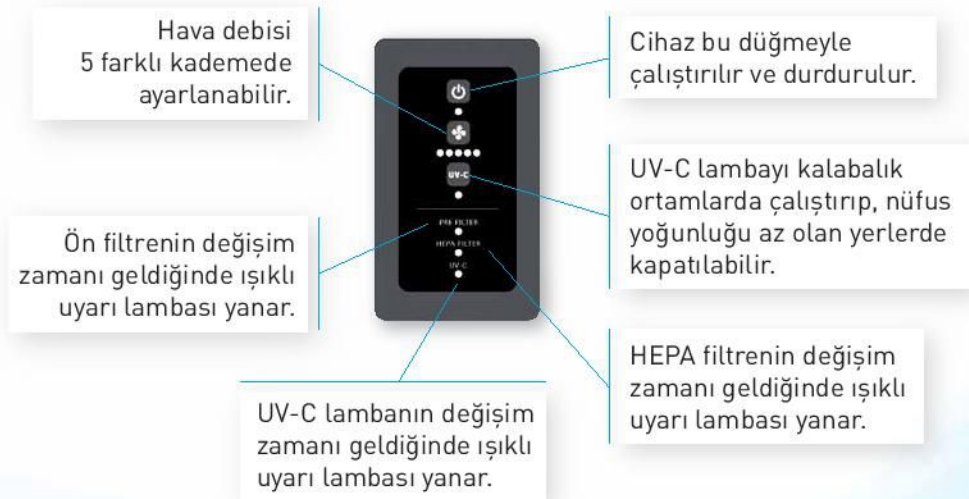 Hava debisi
5 farklı kademede
ayarlanabilir.
Cihaz bu düğmeyle
çalıştırılır ve durdurulur.
UV-C
PRE FILTER
HEPA FILTER
UV-C
UV-C lambayı kalabalık
ortamlarda çalıştırıp, nüfus
yoğunluğu az olan yerlerde
kapatılabilir.
Ön filtrenin değişim
zamanı geldiğinde ışıklı
uyarı lambası yanar.
HEPA filtrenin değişim
zamanı geldiğinde ışıklı
uyarı lambası yanar.
UV-C lambanın değişim
zamanı geldiğinde ışıklı
uyarı lambası yanar.